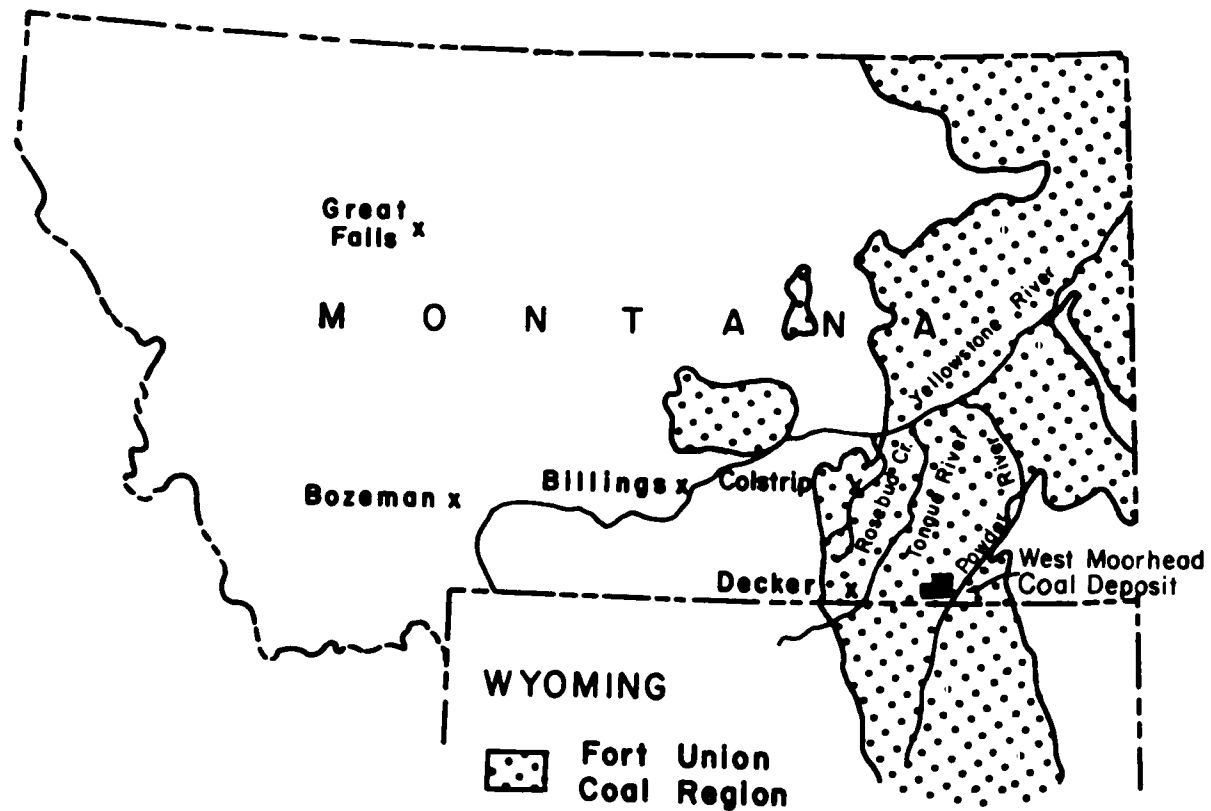 Great
Falls x
M O N T A N A
Yellowstone River
Billings x
Colstrip x
Bozeman x
Rosebud Cr.
Tongue River
Powder River
West Moorhead
Coal Deposit
Decker x
WYOMING
Fort Union
Coal Region